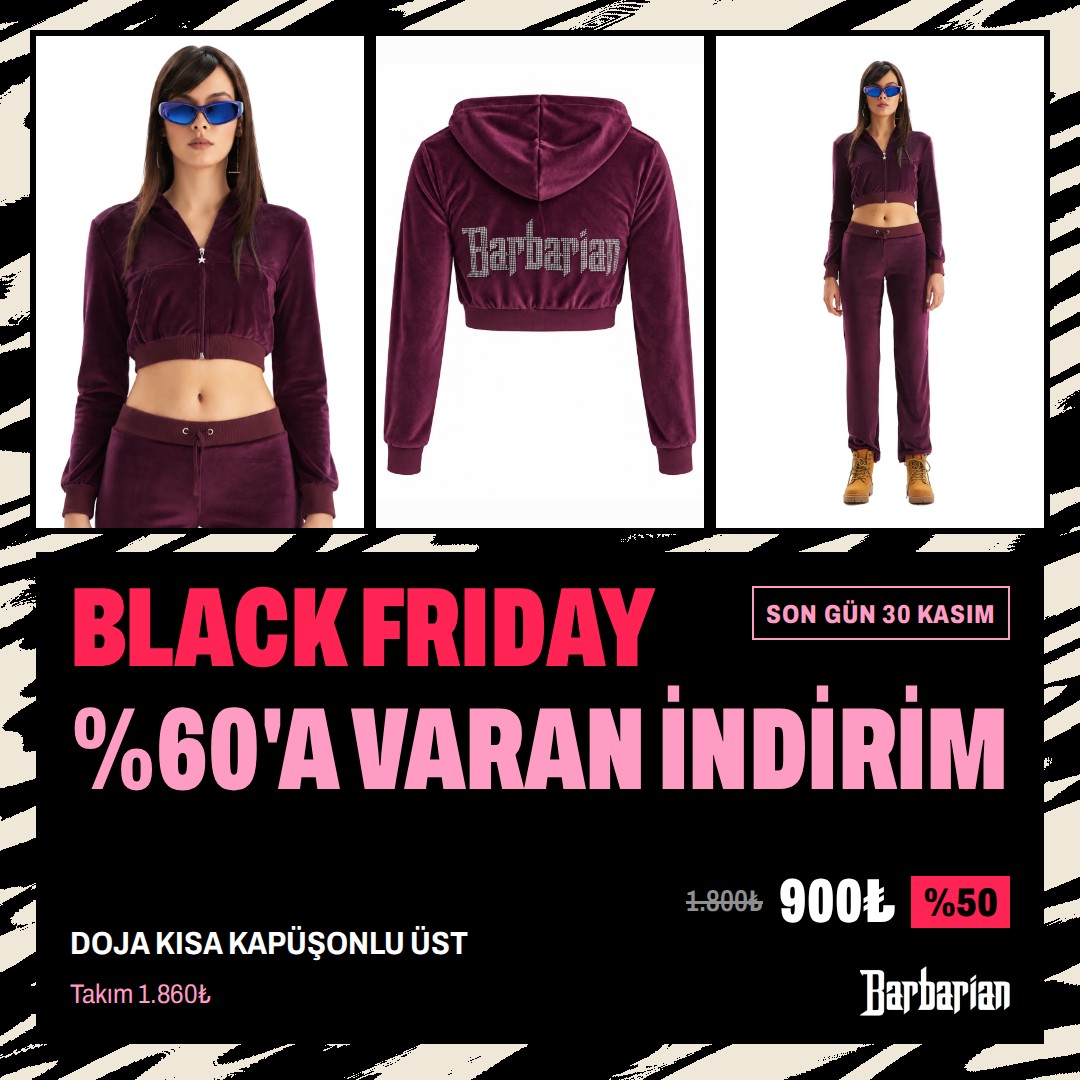 Barbarian
BLACK FRIDAY
SON GÜN 30 KASIM
%60'A VARAN İNDİRİM
1.800₺ 900₺ %50
DOJA KISA KAPÜŞONLU ÜST
Takım 1.860₺
Barbarian